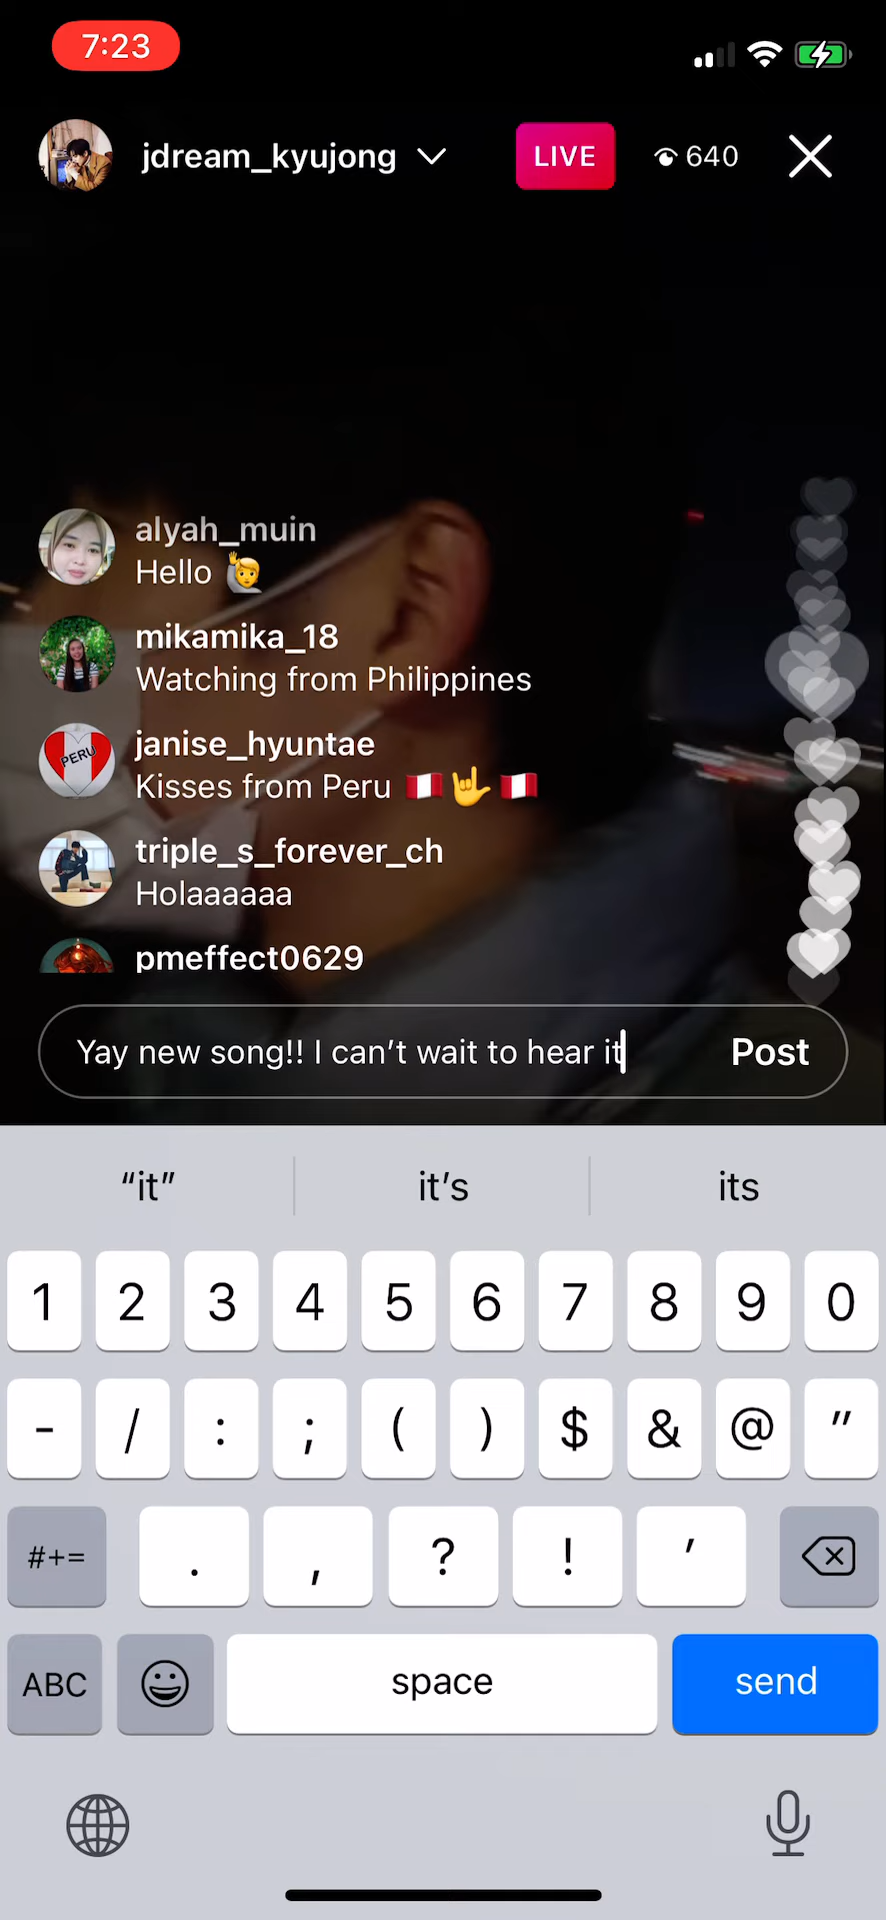 7:23
jdream_kyujong
LIVE
640
alyah_muin
Hello 🙋
mikamika_18
Watching from Philippines
janise_hyuntae
PERU
Kisses from Peru 🇵🇪🤟🇵🇪
triple_s_forever_ch
Holaaaaaa
pmeffect0629
Yay new song!! I can’t wait to hear it
Post
“it” it’s its
1 2 3 4 5 6 7 8 9 0
- / : ; ( ) $ & @ "
#+= . , ? ! ’
ABC space send